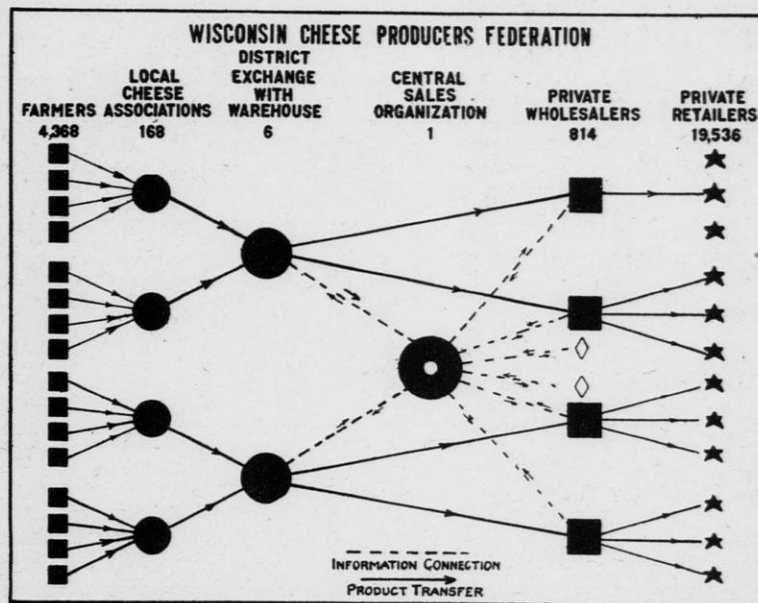 WISCONSIN CHEESE PRODUCERS FEDERATION
FARMERS
4,368
LOCAL
CHEESE
ASSOCIATIONS
168
DISTRICT
EXCHANGE
WITH
WAREHOUSE
6
CENTRAL
SALES
ORGANIZATION
1
PRIVATE
WHOLESALERS
814
PRIVATE
RETAILERS
19,536
INFORMATION CONNECTION
PRODUCT TRANSFER